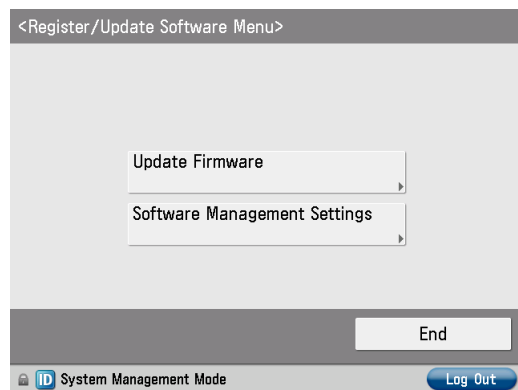 <Register/Update Software Menu>
Update Firmware
Software Management Settings
End
ID System Management Mode
Log Out